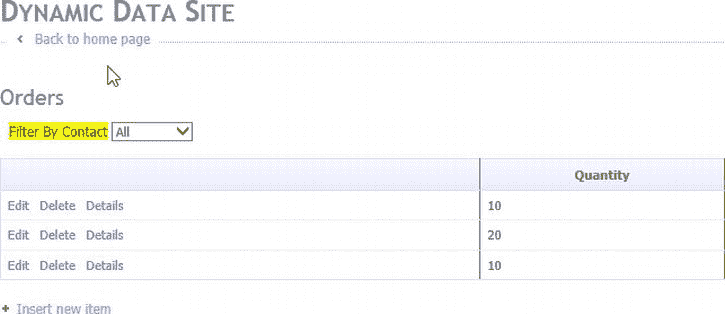 DYNAMIC DATA SITE
< Back to home page
Orders
Filter By Contact All
Quantity
Edit Delete Details 10
Edit Delete Details 20
Edit Delete Details 10
+ Insert new item